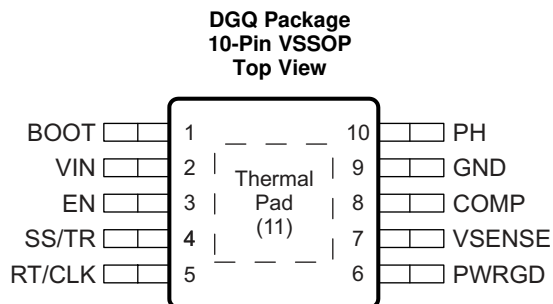 DGQ Package
10-Pin VSSOP
Top View
BOOT 1 10 PH
VIN 2 9 GND
EN 3 Thermal Pad (11) 8 COMP
SS/TR 4 7 VSENSE
RT/CLK 5 6 PWRGD